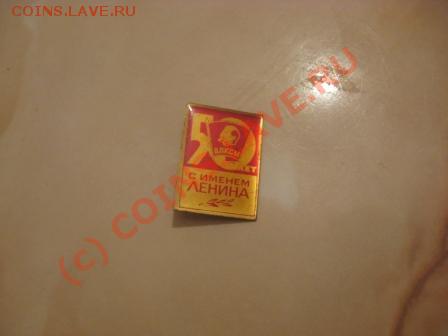 COINS.LAVE.RU
50
ВЛКСМ
ЛЕТ
С ИМЕНЕМ
ЛЕНИНА
(c) COINS.LAVE.RU